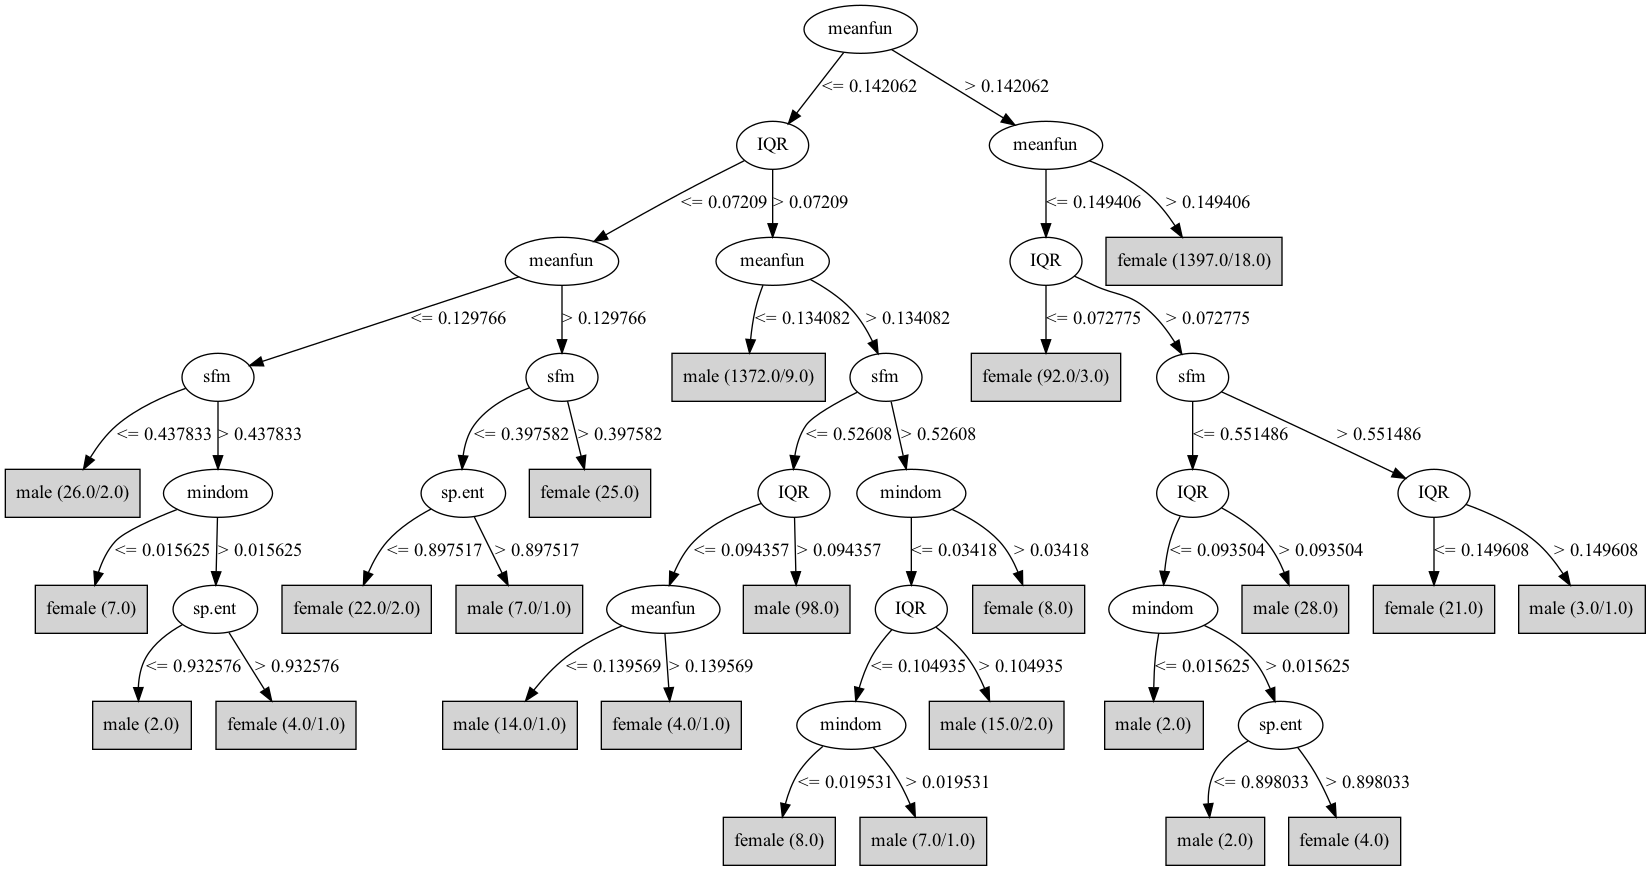 meanfun
<= 0.142062 > 0.142062
IQR meanfun
<= 0.07209 > 0.07209 <= 0.149406 > 0.149406
meanfun meanfun IQR female (1397.0/18.0)
<= 0.129766 > 0.129766 <= 0.134082 > 0.134082 <= 0.072775 > 0.072775
sfm sfm male (1372.0/9.0) sfm female (92.0/3.0) sfm
<= 0.437833 > 0.437833 <= 0.397582 > 0.397582 <= 0.52608 > 0.52608 <= 0.551486 > 0.551486
male (26.0/2.0) mindom sp.ent female (25.0) IQR mindom IQR IQR
<= 0.015625 > 0.015625 <= 0.897517 > 0.897517 <= 0.094357 > 0.094357 <= 0.03418 > 0.03418 <= 0.093504 > 0.093504 <= 0.149608 > 0.149608
female (7.0) sp.ent female (22.0/2.0) male (7.0/1.0) meanfun male (98.0) IQR female (8.0) mindom male (28.0) female (21.0) male (3.0/1.0)
<= 0.932576 > 0.932576 <= 0.139569 > 0.139569 <= 0.104935 > 0.104935 <= 0.015625 > 0.015625
male (2.0) female (4.0/1.0) male (14.0/1.0) female (4.0/1.0) mindom male (15.0/2.0) male (2.0) sp.ent
<= 0.019531 > 0.019531 <= 0.898033 > 0.898033
female (8.0) male (7.0/1.0) male (2.0) female (4.0)